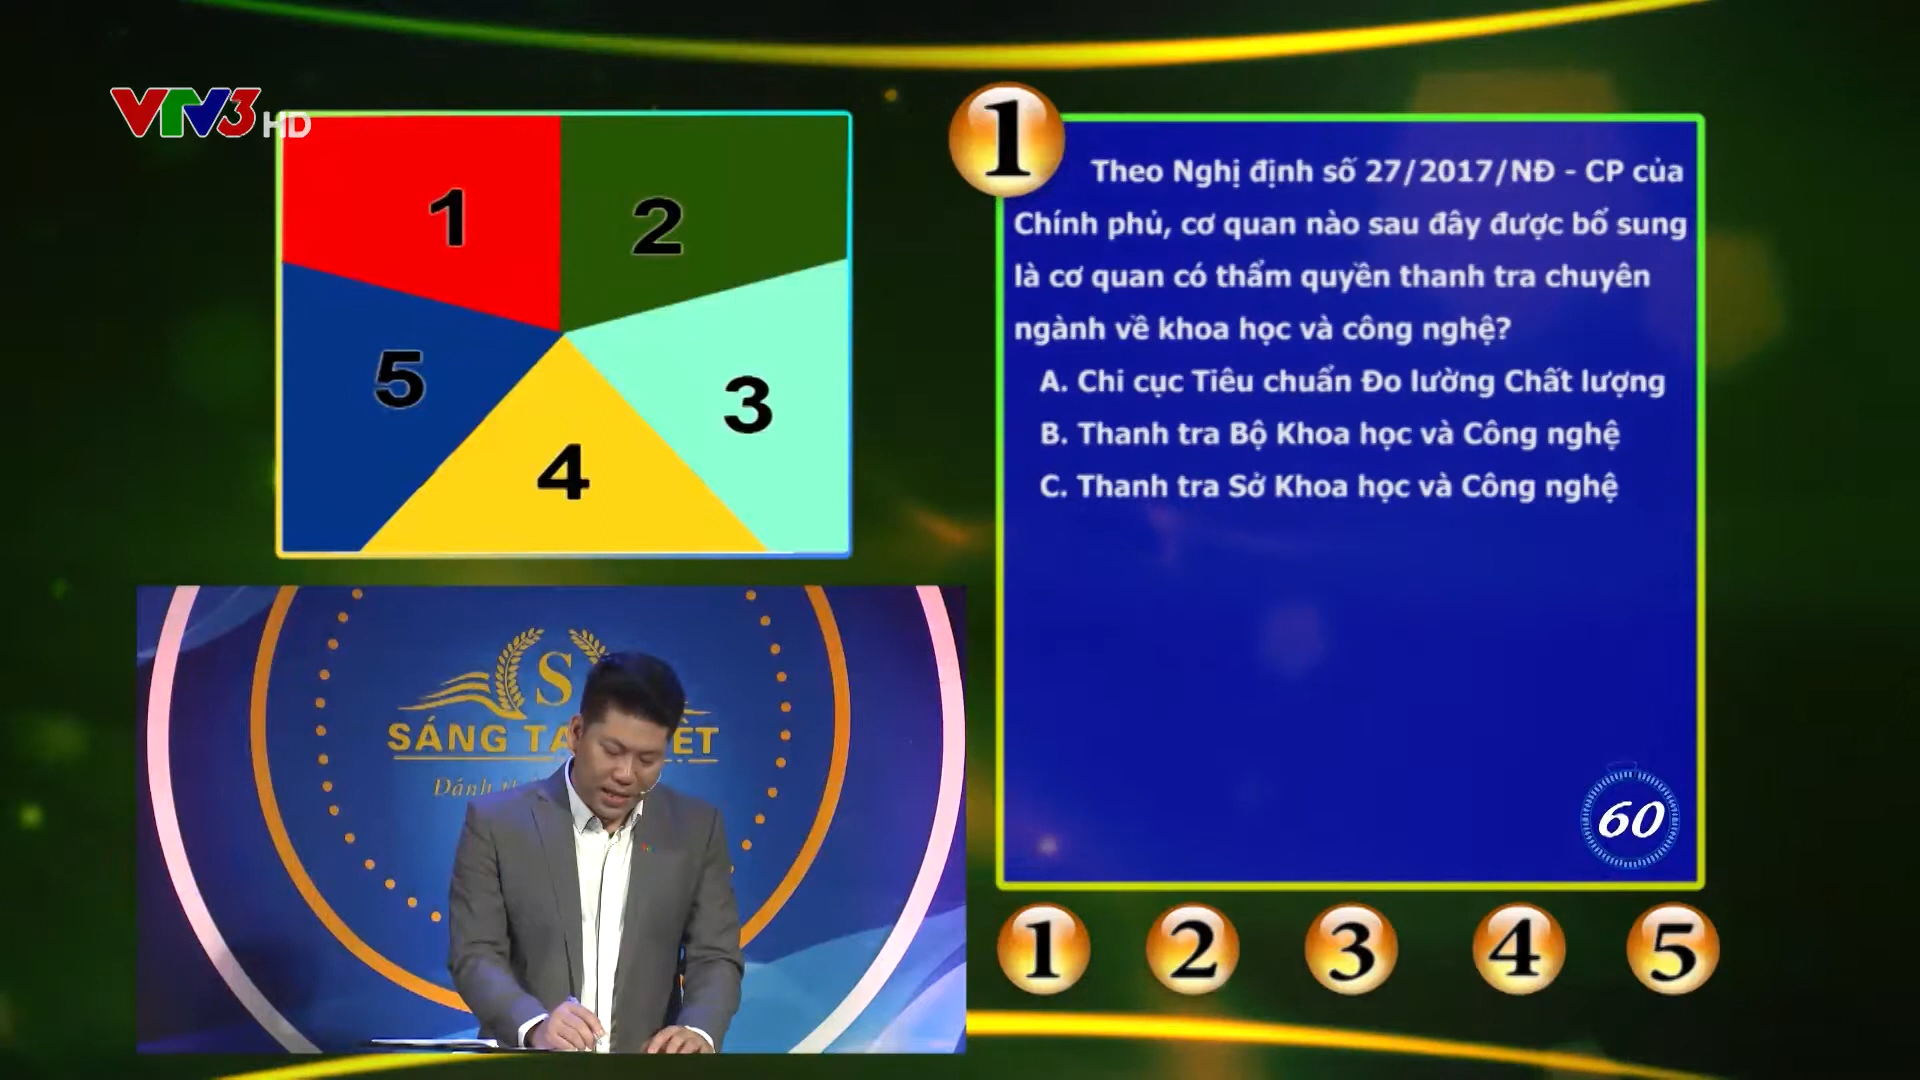 VTV3 HD
1
2
5
3
4
1
Theo Nghị định số 27/2017/NĐ - CP của
Chính phủ, cơ quan nào sau đây được bổ sung
là cơ quan có thẩm quyền thanh tra chuyên
ngành về khoa học và công nghệ?
A. Chi cục Tiêu chuẩn Đo lường Chất lượng
B. Thanh tra Bộ Khoa học và Công nghệ
C. Thanh tra Sở Khoa học và Công nghệ
60
S
SÁNG
Đánh
1 2 3 4 5